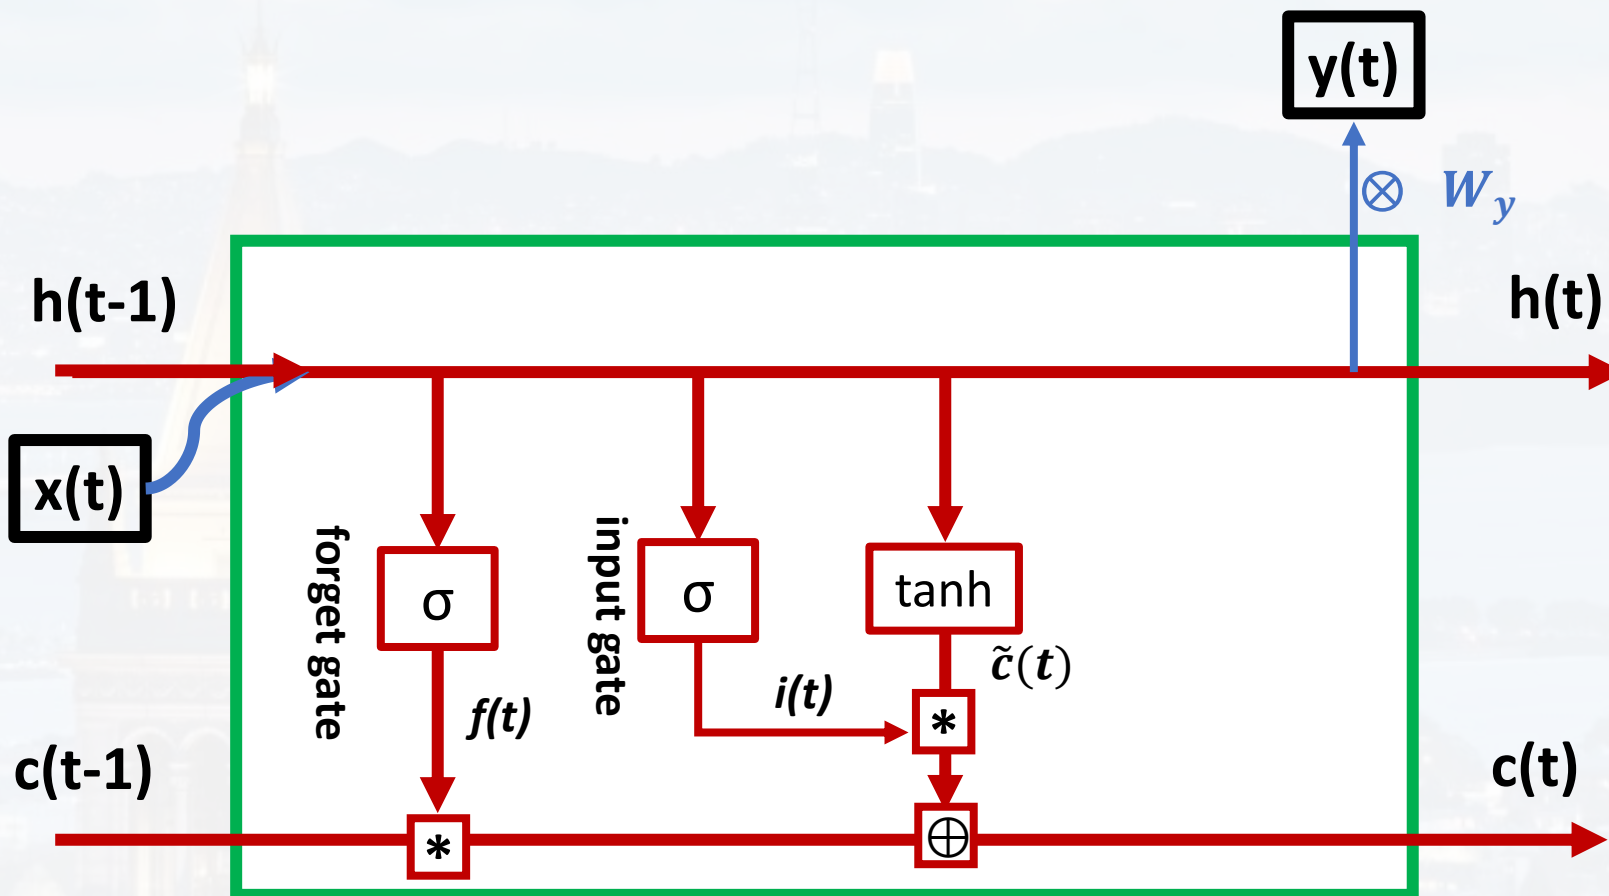 y(t)
⊗ W_y
h(t-1)
h(t)
x(t)
forget gate
σ
input gate
σ
tanh
c̃(t)
f(t)
i(t)
*
c(t-1)
c(t)
*
⊕